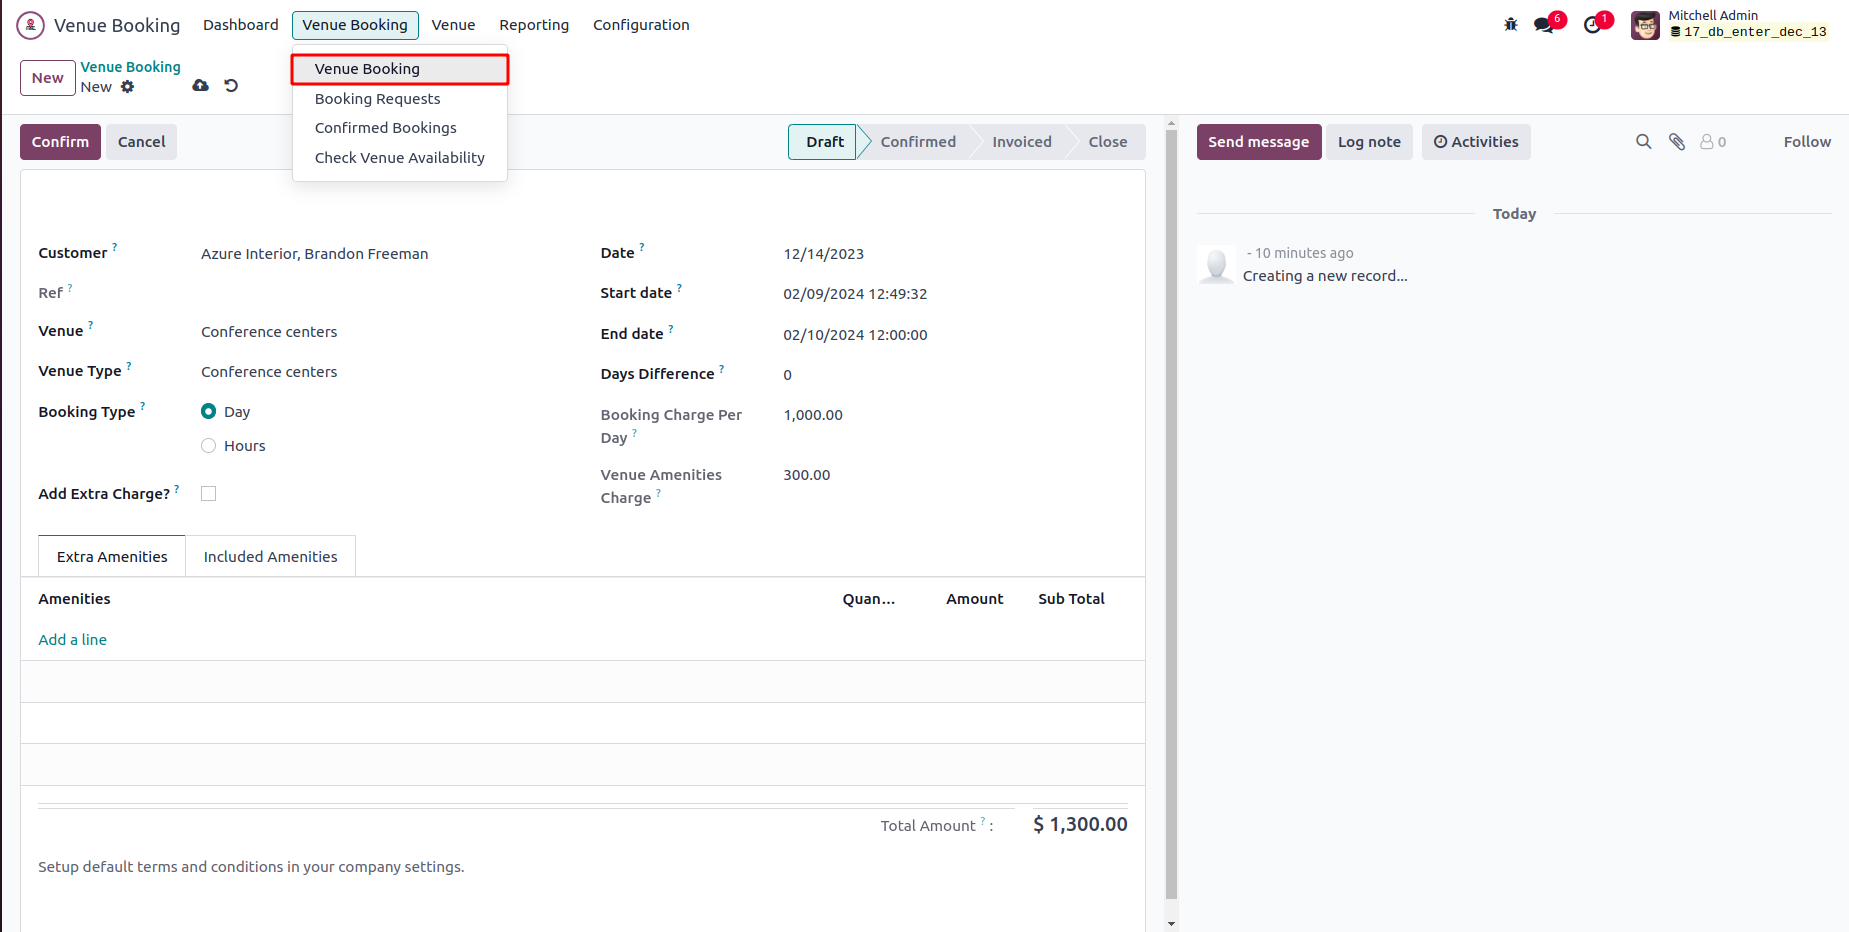 Venue Booking Dashboard Venue Booking Venue Reporting Configuration 6 1 Mitchell Admin
17_db_enter_dec_13
New Venue Booking
New
Venue Booking
Booking Requests
Confirmed Bookings
Check Venue Availability
Confirm Cancel Draft Confirmed Invoiced Close Send message Log note Activities 0 Follow
Today
- 10 minutes ago
Creating a new record...
Customer ? Azure Interior, Brandon Freeman Date ? 12/14/2023
Ref ? Start date ? 02/09/2024 12:49:32
Venue ? Conference centers End date ? 02/10/2024 12:00:00
Venue Type ? Conference centers Days Difference ? 0
Booking Type ? Day Booking Charge Per Day ? 1,000.00
Hours
Venue Amenities Charge ? 300.00
Add Extra Charge? ?
Extra Amenities Included Amenities
Amenities Quan... Amount Sub Total
Add a line
Total Amount ? : $ 1,300.00
Setup default terms and conditions in your company settings.